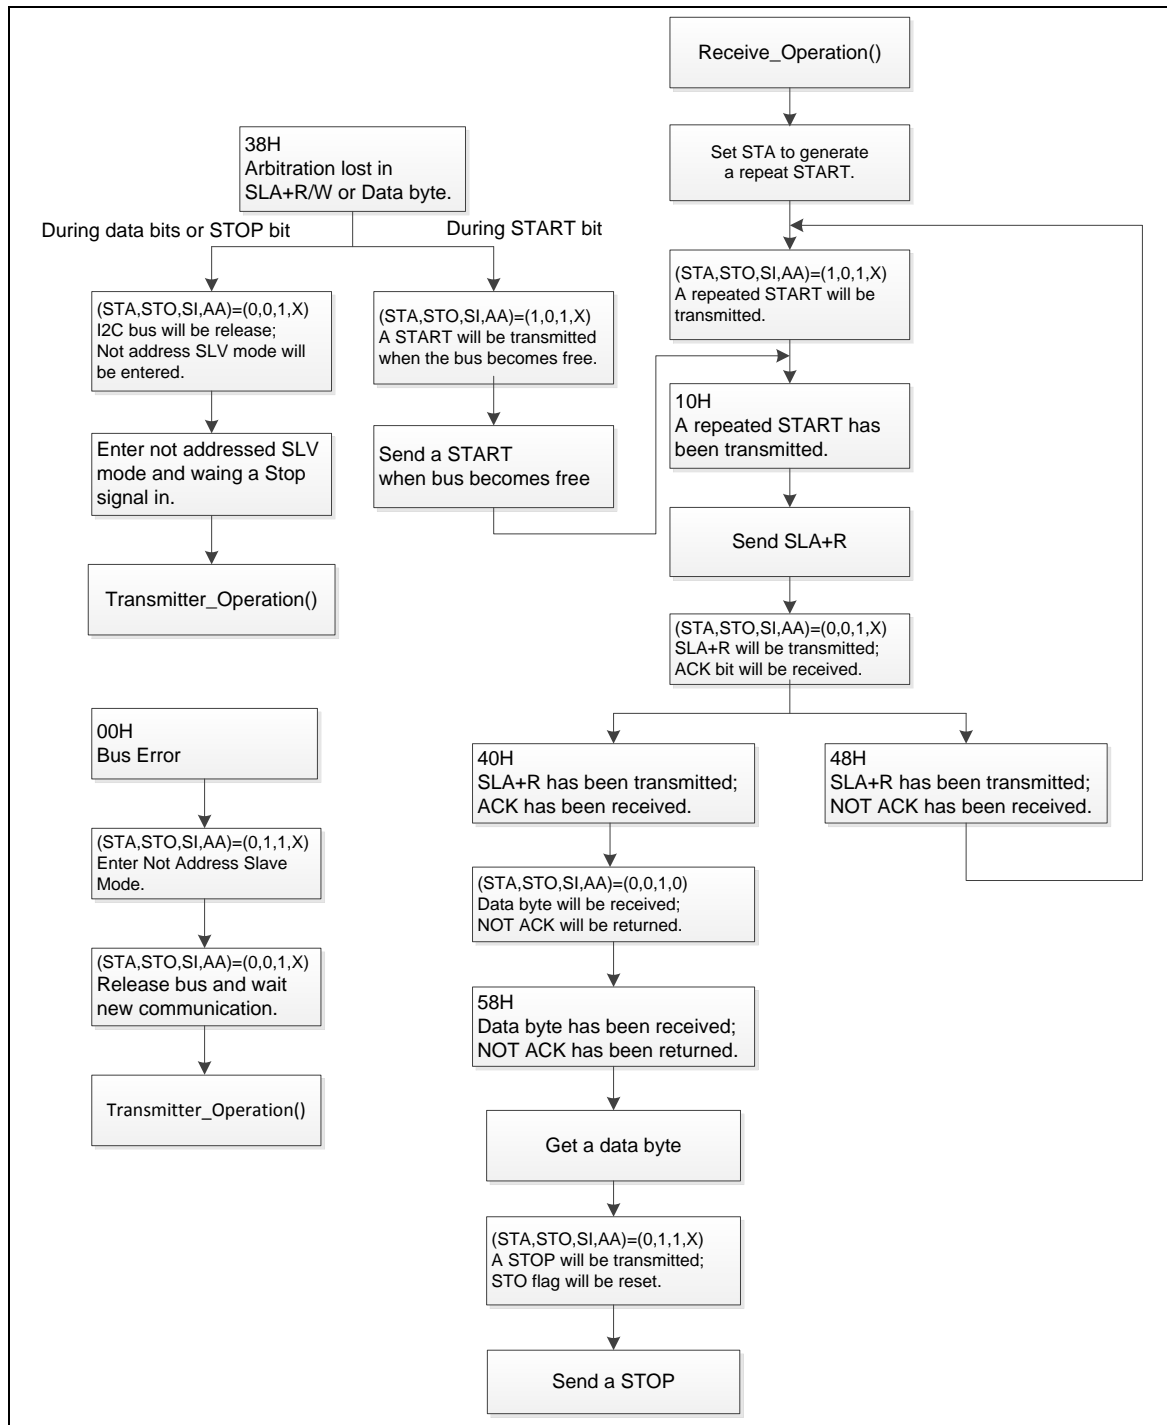 Receive_Operation()
Set STA to generate
a repeat START.
38H
Arbitration lost in
SLA+R/W or Data byte.
During data bits or STOP bit
During START bit
(STA,STO,SI,AA)=(0,0,1,X)
I2C bus will be release;
Not address SLV mode will
be entered.
(STA,STO,SI,AA)=(1,0,1,X)
A START will be transmitted
when the bus becomes free.
(STA,STO,SI,AA)=(1,0,1,X)
A repeated START will be
transmitted.
Enter not addressed SLV
mode and waing a Stop
signal in.
Send a START
when bus becomes free
10H
A repeated START has
been transmitted.
Transmitter_Operation()
Send SLA+R
(STA,STO,SI,AA)=(0,0,1,X)
SLA+R will be transmitted;
ACK bit will be received.
00H
Bus Error
40H
SLA+R has been transmitted;
ACK has been received.
48H
SLA+R has been transmitted;
NOT ACK has been received.
(STA,STO,SI,AA)=(0,1,1,X)
Enter Not Address Slave
Mode.
(STA,STO,SI,AA)=(0,0,1,0)
Data byte will be received;
NOT ACK will be returned.
(STA,STO,SI,AA)=(0,0,1,X)
Release bus and wait
new communication.
58H
Data byte has been received;
NOT ACK has been returned.
Transmitter_Operation()
Get a data byte
(STA,STO,SI,AA)=(0,1,1,X)
A STOP will be transmitted;
STO flag will be reset.
Send a STOP